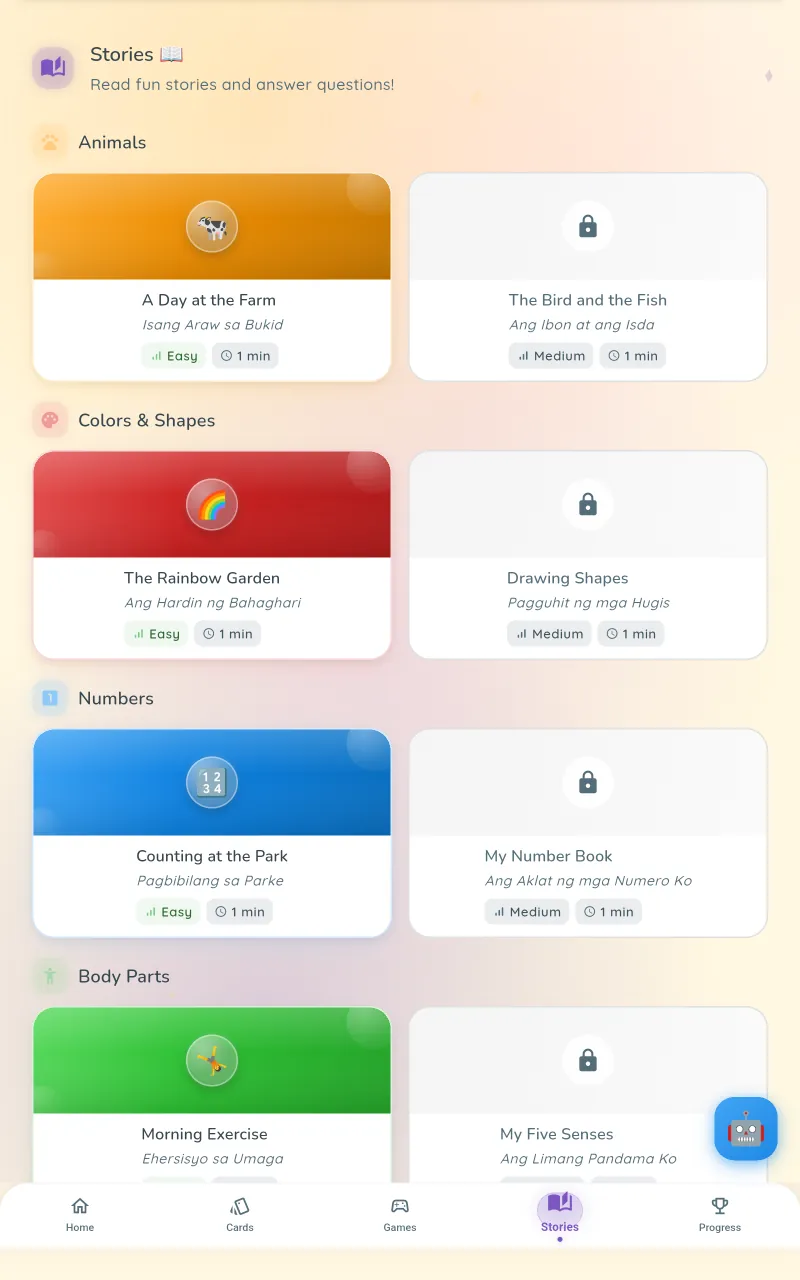 Stories 📖
Read fun stories and answer questions!
Animals
A Day at the Farm
Isang Araw sa Bukid
Easy
1 min
The Bird and the Fish
Ang Ibon at ang Isda
Medium
1 min
Colors & Shapes
The Rainbow Garden
Ang Hardin ng Bahaghari
Easy
1 min
Drawing Shapes
Pagguhit ng mga Hugis
Medium
1 min
1
Numbers
1 2
3 4
Counting at the Park
Pagbibilang sa Parke
Easy
1 min
My Number Book
Ang Aklat ng mga Numero Ko
Medium
1 min
Body Parts
Morning Exercise
Ehersisyo sa Umaga
My Five Senses
Ang Limang Pandama Ko
Home
Cards
Games
Stories
Progress